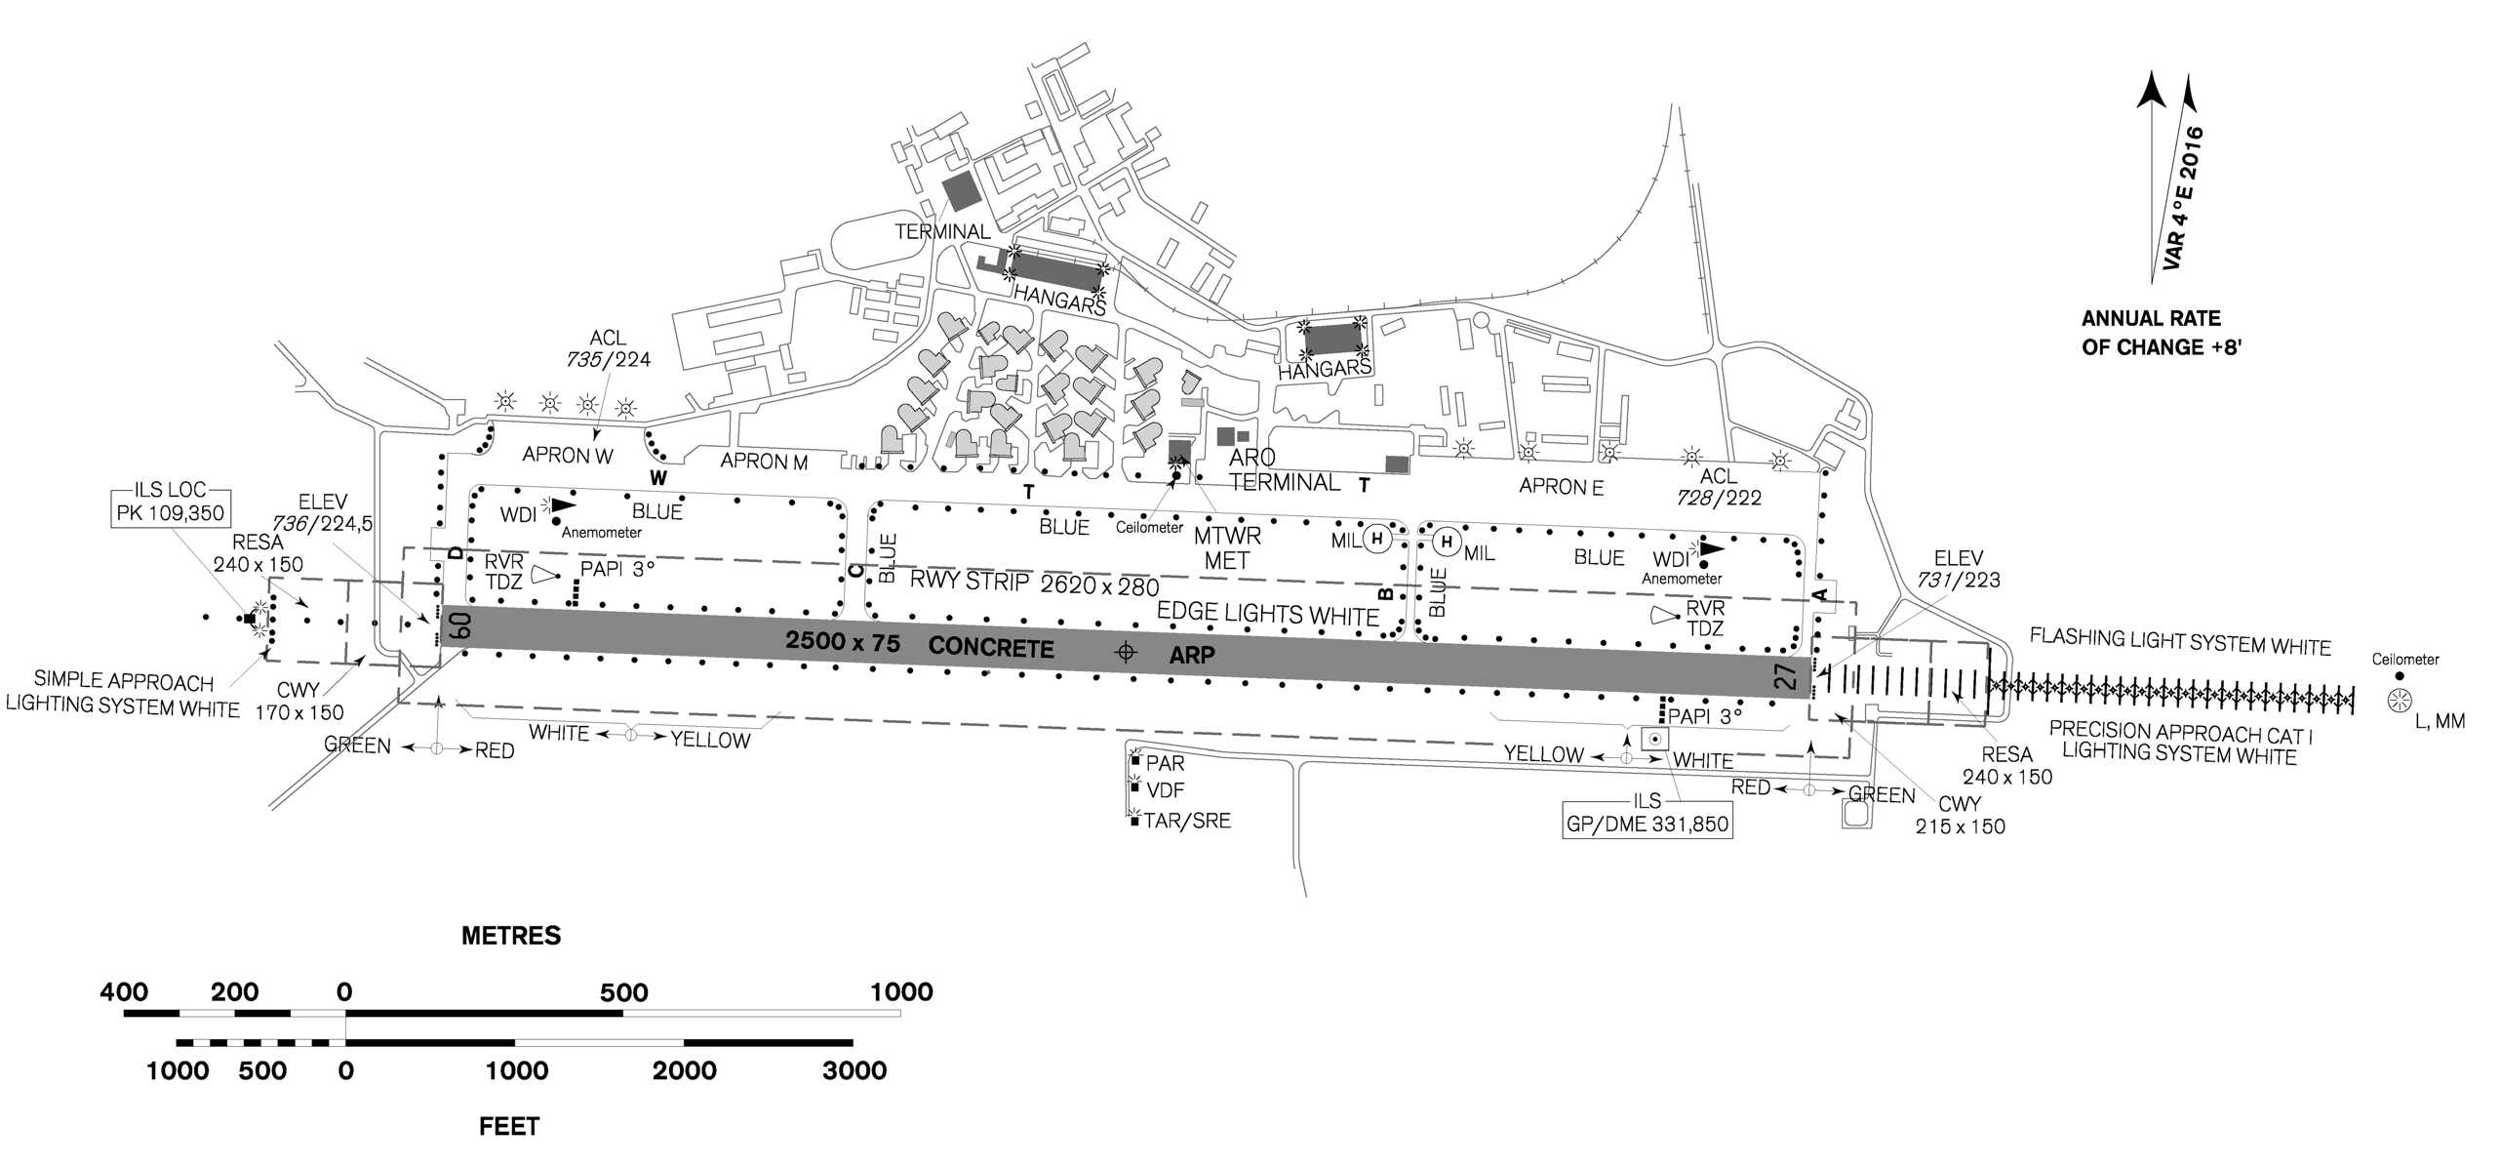 VAR 4°E 2016
ANNUAL RATE
OF CHANGE +8'
TERMINAL
HANGARS
HANGARS
ACL
735/224
APRON W
W
APRON M
T
ARO
TERMINAL
T
APRON E
ACL
728/222
ILS LOC
PK 109,350
ELEV
736/224,5
RESA
240 x 150
WDI
Anemometer
BLUE
BLUE
Ceilometer
MTWR
MET
MIL
H
H
MIL
BLUE
WDI
Anemometer
D
RVR
TDZ
PAPI 3°
C
BLUE
RWY STRIP 2620 x 280
EDGE LIGHTS WHITE
B
BLUE
RVR
TDZ
A
ELEV
731/223
09
2500 x 75 CONCRETE
ARP
27
FLASHING LIGHT SYSTEM WHITE
Ceilometer
L, MM
SIMPLE APPROACH
LIGHTING SYSTEM WHITE
CWY
170 x 150
GREEN
RED
WHITE
YELLOW
PAPI 3°
YELLOW
WHITE
PRECISION APPROACH CAT I
LIGHTING SYSTEM WHITE
RESA
240 x 150
RED
GREEN
CWY
215 x 150
PAR
VDF
TAR/SRE
ILS
GP/DME 331,850
METRES
400 200 0 500 1000
1000 500 0 1000 2000 3000
FEET